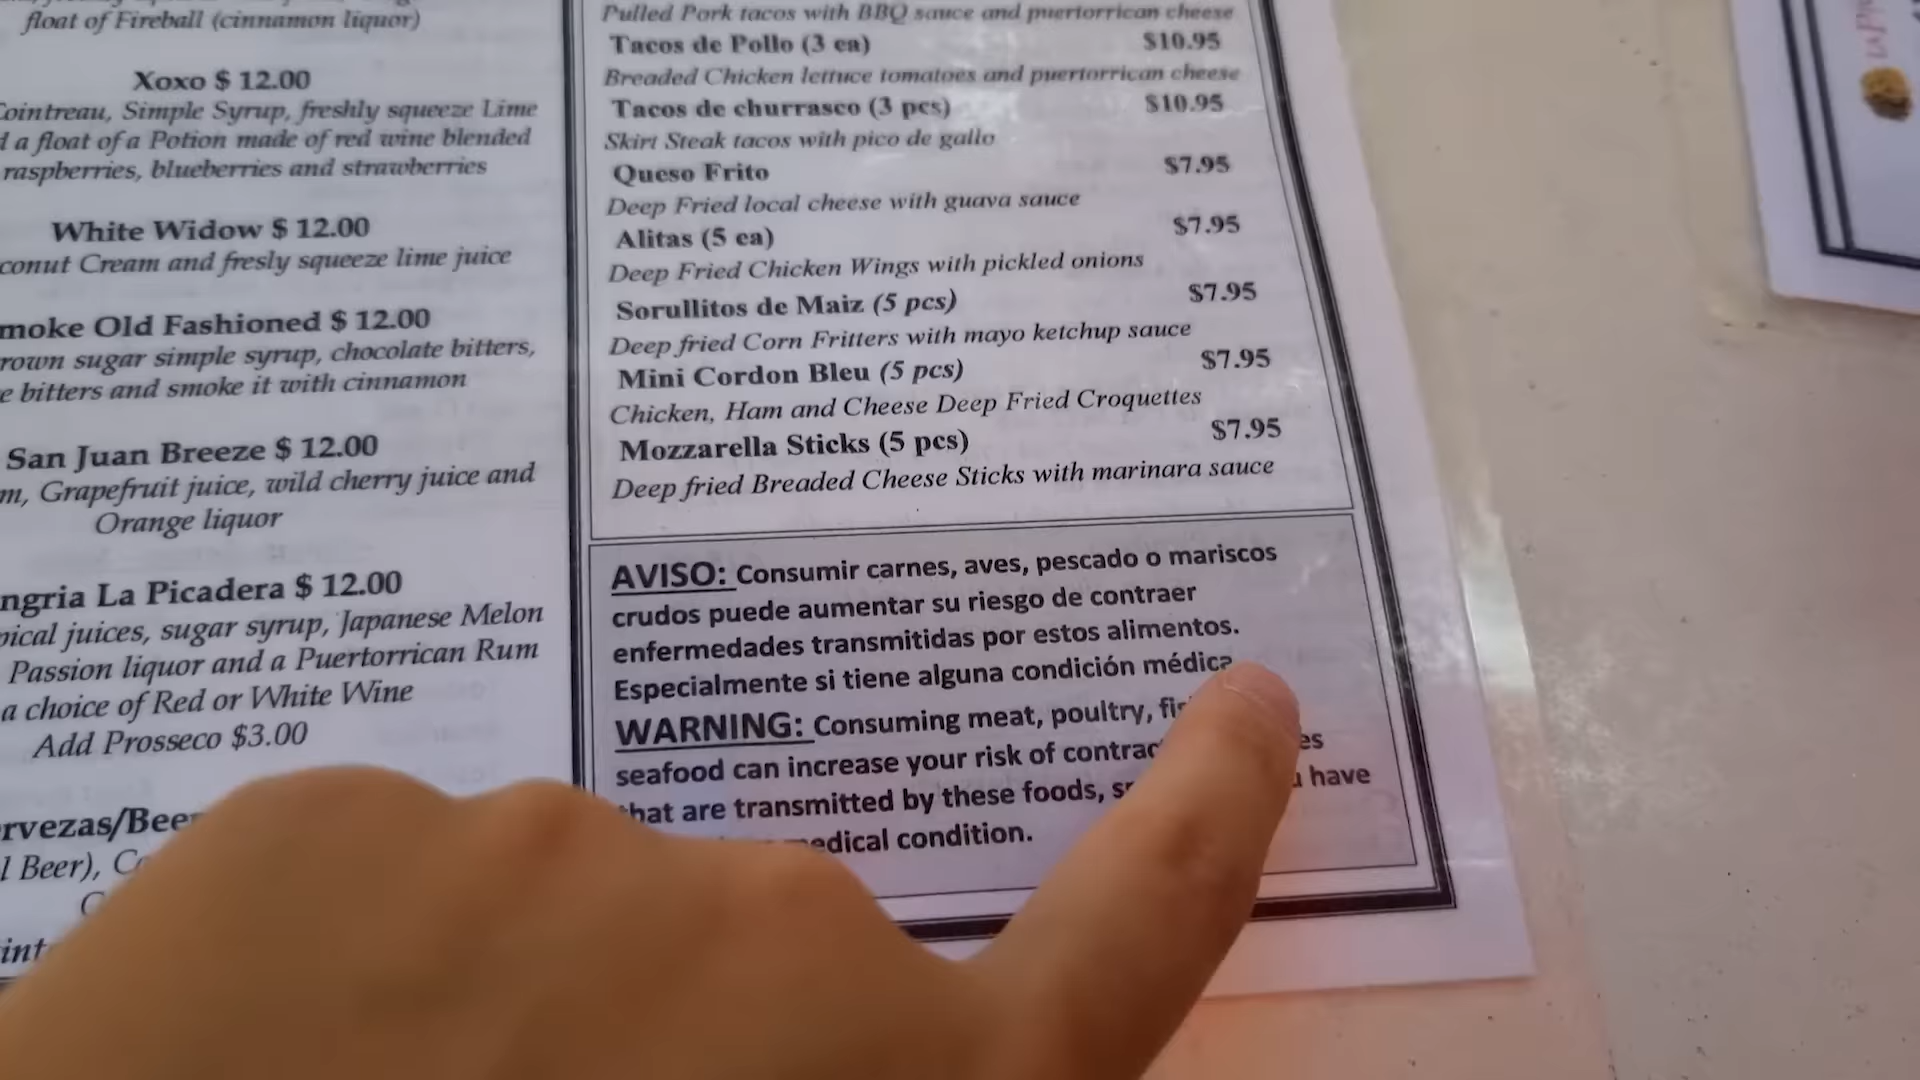 float of Fireball (cinnamon liquor)
Xoxo $ 12.00
Cointreau, Simple Syrup, freshly squeeze Lime
a float of a Potion made of red wine blended
raspberries, blueberries and strawberries
White Widow $ 12.00
Cream and fresly squeeze lime juice
Old Fashioned $ 12.00
sugar simple syrup, chocolate bitters,
bitters and smoke it with cinnamon
San Juan Breeze $ 12.00
Grapefruit juice, wild cherry juice and
Orange liquor
La Picadera $ 12.00
juices, sugar syrup, Japanese Melon
Passion liquor and a Puertorrican Rum
a choice of Red or White Wine
Add Prosseco $3.00
Beer),
Pulled Pork tacos with BBQ sauce and puertorrican cheese
Tacos de Pollo (3 ea) $10.95
Breaded Chicken lettuce tomatoes and puertorrican cheese
Tacos de churrasco (3 pcs) $10.95
Skirt Steak tacos with pico de gallo
Queso Frito $7.95
Deep Fried local cheese with guava sauce
Alitas (5 ea) $7.95
Deep Fried Chicken Wings with pickled onions
Sorullitos de Maiz (5 pcs) $7.95
Deep fried Corn Fritters with mayo ketchup sauce
Mini Cordon Bleu (5 pcs) $7.95
Chicken, Ham and Cheese Deep Fried Croquettes
Mozzarella Sticks (5 pcs) $7.95
Deep fried Breaded Cheese Sticks with marinara sauce
AVISO: Consumir carnes, aves, pescado o mariscos
crudos puede aumentar su riesgo de contraer
enfermedades transmitidas por estos alimentos.
Especialmente si tiene alguna condición médica
WARNING: Consuming meat, poultry,
seafood can increase your risk of
that are transmitted by these foods, have
medical condition.